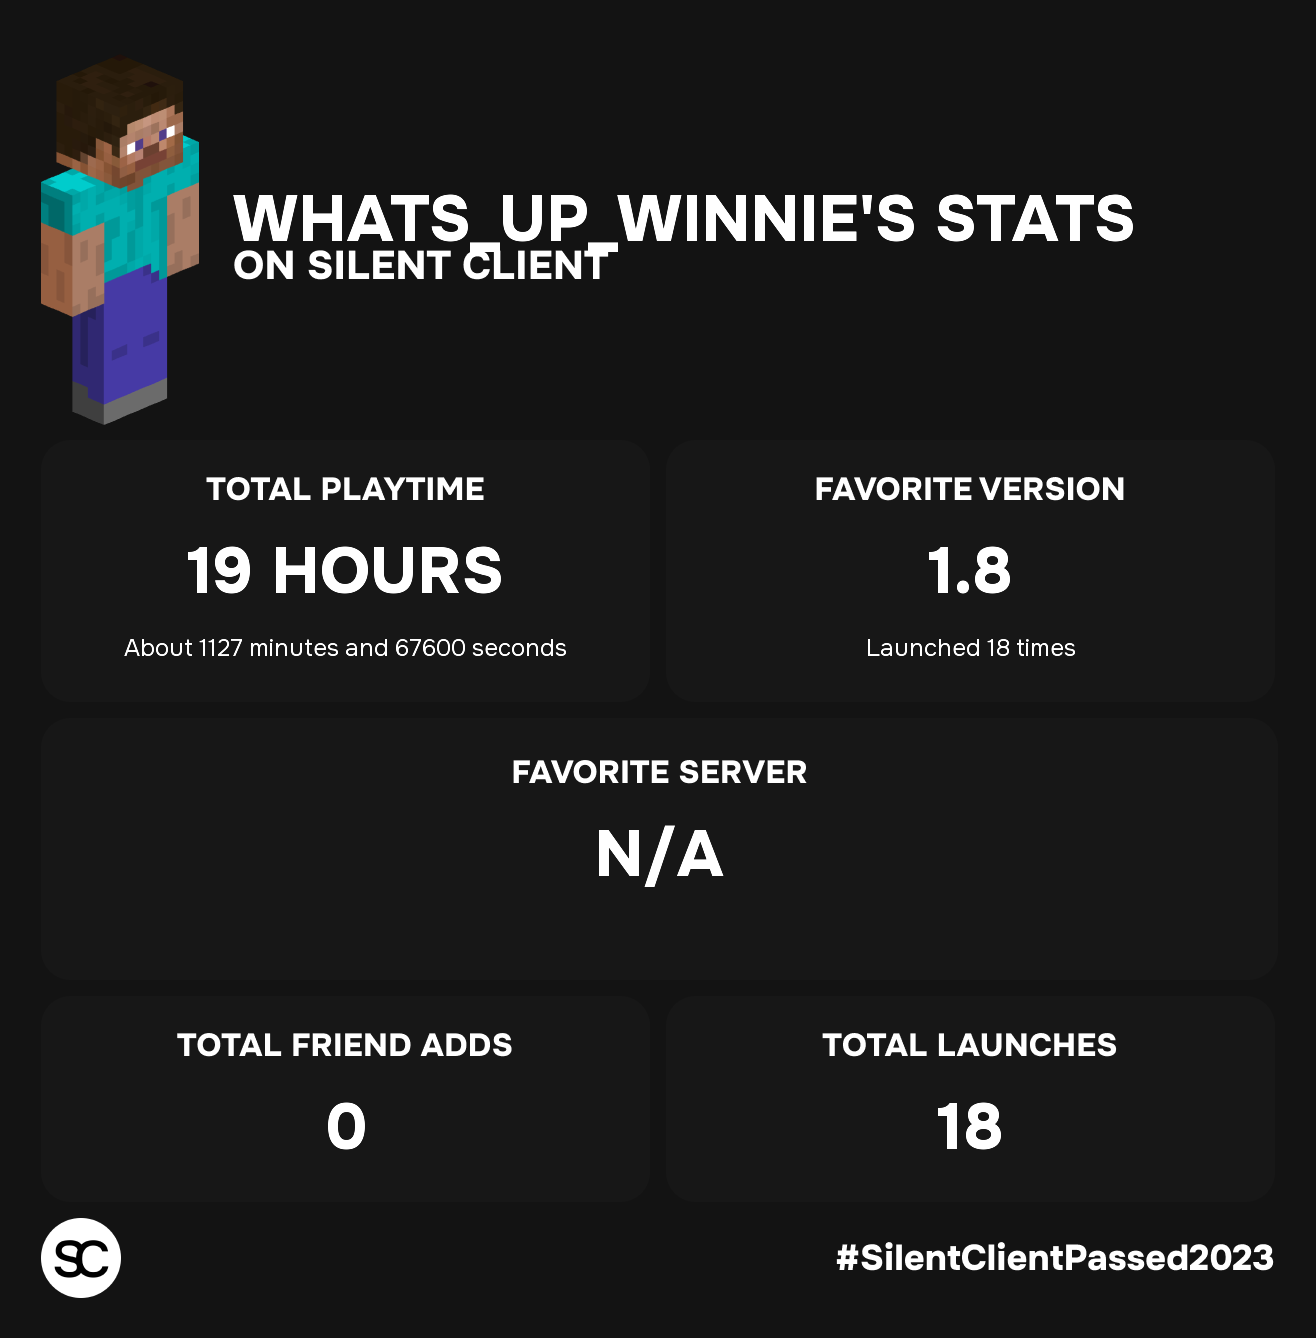 WHATS_UP_WINNIE'S STATS
ON SILENT CLIENT
TOTAL PLAYTIME
19 HOURS
About 1127 minutes and 67600 seconds
FAVORITE VERSION
1.8
Launched 18 times
FAVORITE SERVER
N/A
TOTAL FRIEND ADDS
0
TOTAL LAUNCHES
18
SC
#SilentClientPassed2023